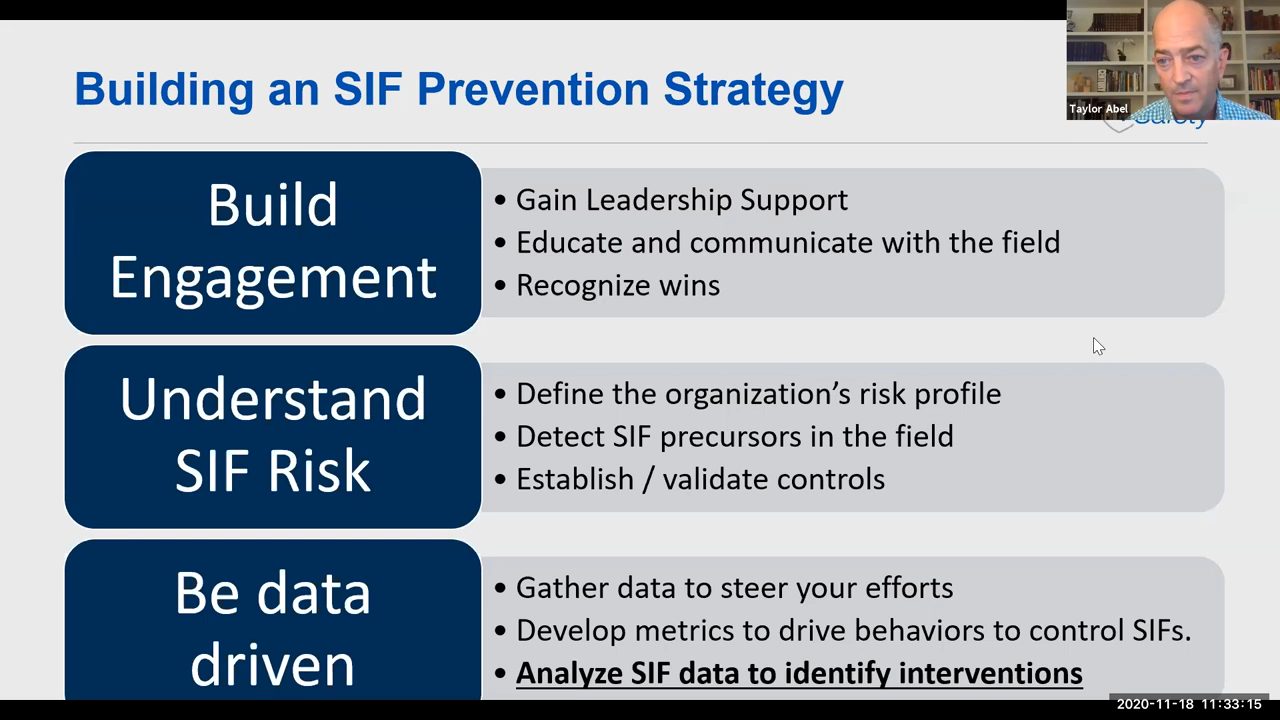 Building an SIF Prevention Strategy
Taylor Abel
Safety
Build
Engagement
• Gain Leadership Support
• Educate and communicate with the field
• Recognize wins
Understand
SIF Risk
• Define the organization’s risk profile
• Detect SIF precursors in the field
• Establish / validate controls
Be data
driven
• Gather data to steer your efforts
• Develop metrics to drive behaviors to control SIFs.
• Analyze SIF data to identify interventions
2020-11-18 11:33:15